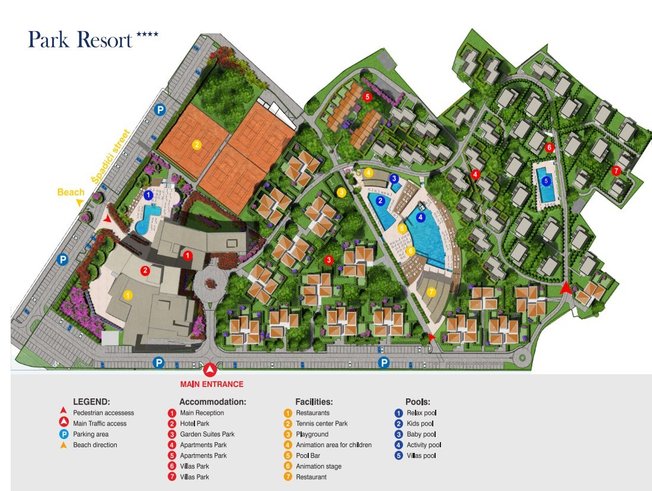 Park Resort ****
Špadići street
Beach
MAIN ENTRANCE
LEGEND:
Pedestrian accessess
Main Traffic access
Parking area
Beach direction
Accommodation:
1 Main Reception
2 Hotel Park
3 Garden Suites Park
4 Apartments Park
5 Apartments Park
6 Villas Park
7 Villas Park
Facilities:
1 Restaurants
2 Tennis center Park
3 Playground
4 Animation area for children
5 Pool Bar
6 Animation stage
7 Restaurant
Pools:
1 Relax pool
2 Kids pool
3 Baby pool
4 Activity pool
5 Villas pool